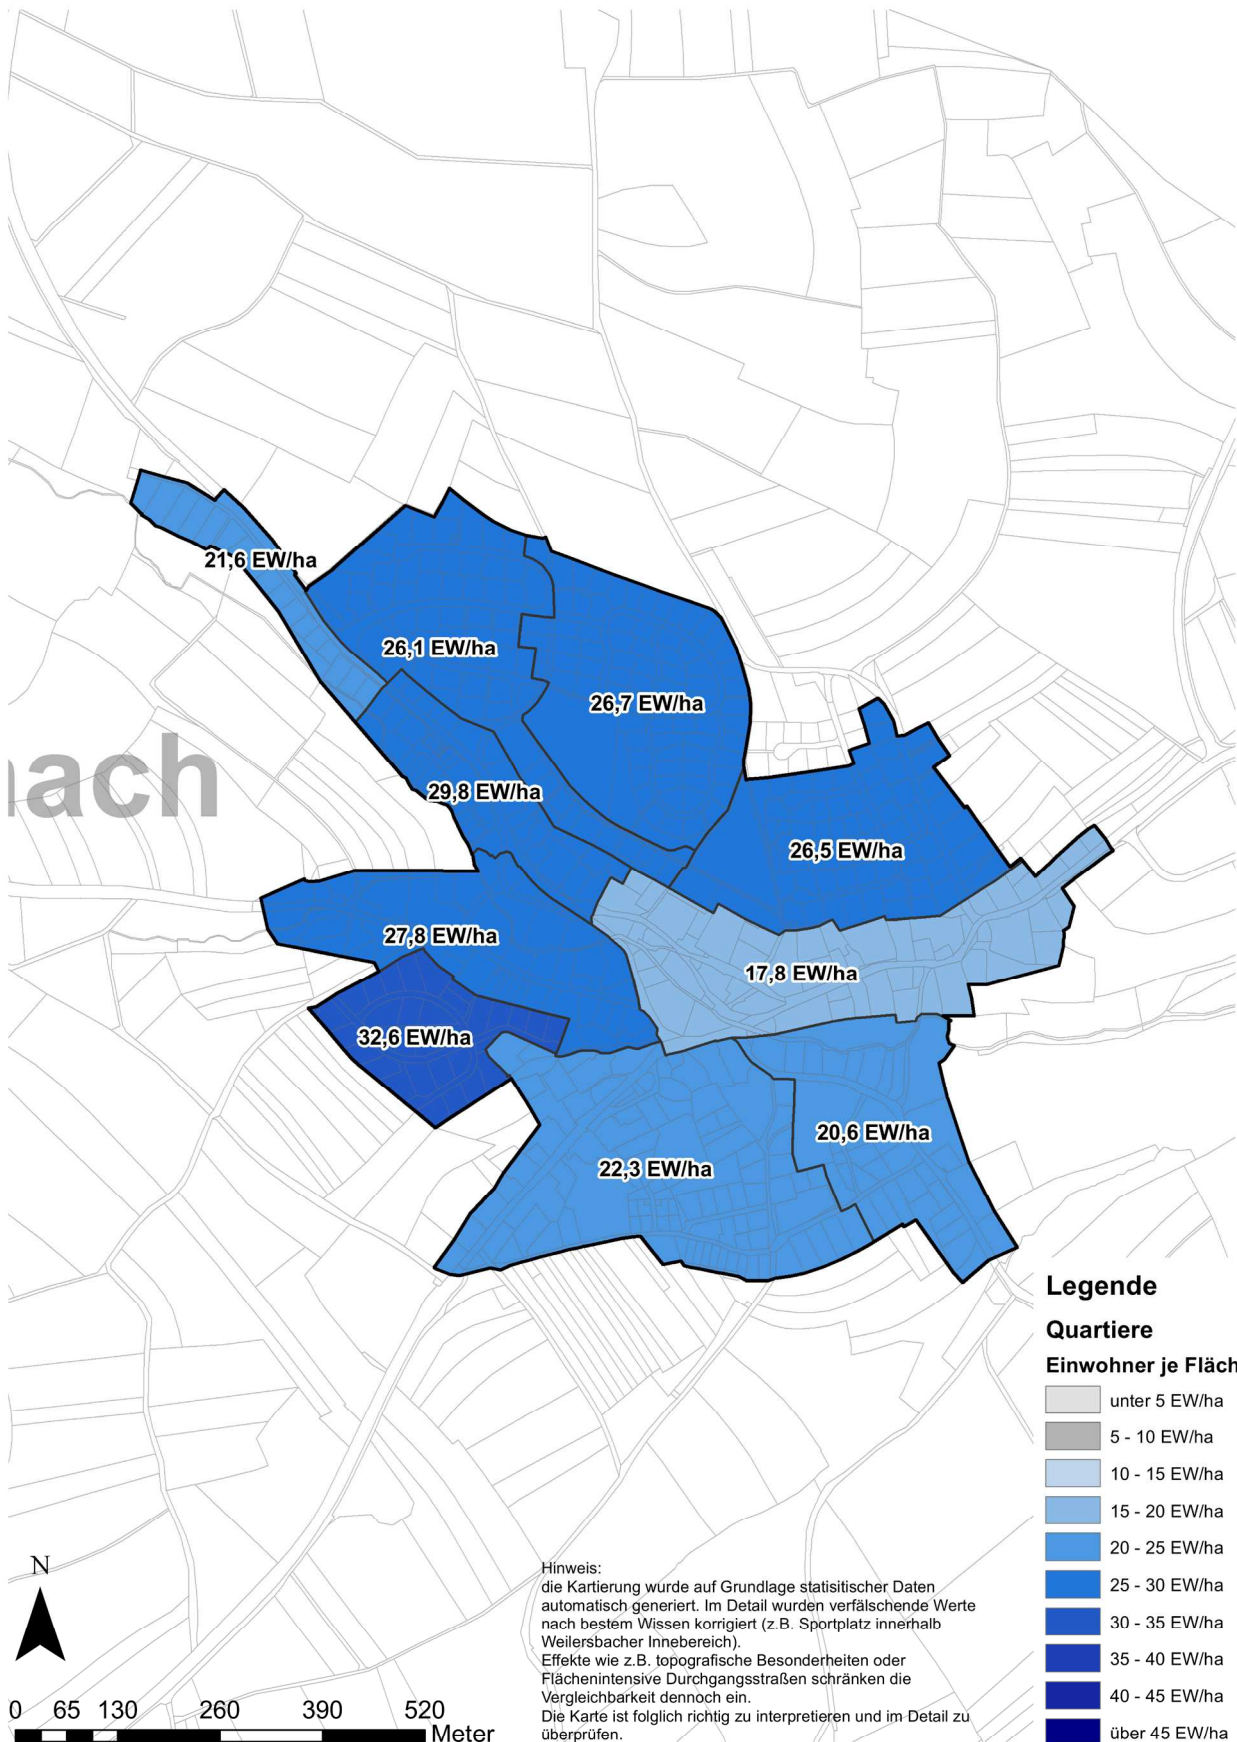 21,6 EW/ha
26,1 EW/ha
26,7 EW/ha
ach
29,8 EW/ha
26,5 EW/ha
27,8 EW/ha
17,8 EW/ha
32,6 EW/ha
20,6 EW/ha
22,3 EW/ha
Legende
Quartiere
Einwohner je Fläch
unter 5 EW/ha
5 - 10 EW/ha
10 - 15 EW/ha
15 - 20 EW/ha
20 - 25 EW/ha
25 - 30 EW/ha
30 - 35 EW/ha
35 - 40 EW/ha
40 - 45 EW/ha
über 45 EW/ha
N
Hinweis:
die Kartierung wurde auf Grundlage statisitischer Daten
automatisch generiert. Im Detail wurden verfälschende Werte
nach bestem Wissen korrigiert (z.B. Sportplatz innerhalb
Weilersbacher Innebereich).
Effekte wie z.B. topografische Besonderheiten oder
Flächenintensive Durchgangsstraßen schränken die
Vergleichbarkeit dennoch ein.
Die Karte ist folglich richtig zu interpretieren und im Detail zu
überprüfen.
0 65 130 260 390 520
Meter